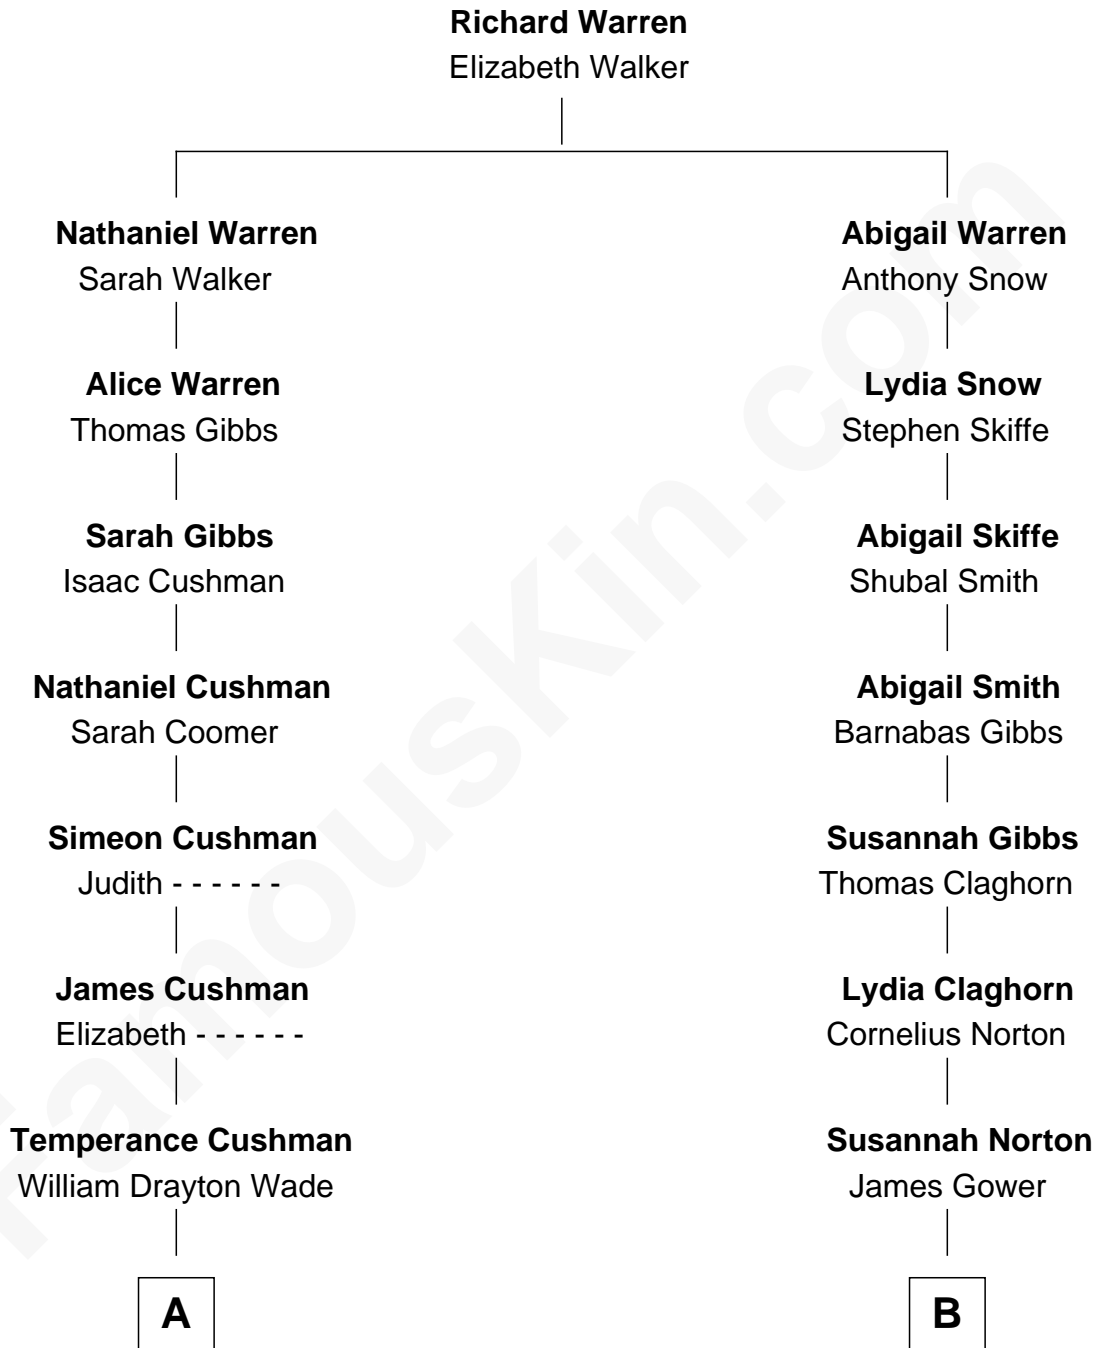 Richard Warren
Elizabeth Walker
Nathaniel Warren
Sarah Walker
Abigail Warren
Anthony Snow
Alice Warren
Thomas Gibbs
Lydia Snow
Stephen Skiffe
Sarah Gibbs
Isaac Cushman
Abigail Skiffe
Shubal Smith
Nathaniel Cushman
Sarah Coomer
Abigail Smith
Barnabas Gibbs
Simeon Cushman
Judith - - - - - -
Susannah Gibbs
Thomas Claghorn
James Cushman
Elizabeth - - - - - -
Lydia Claghorn
Cornelius Norton
Temperance Cushman
William Drayton Wade
Susannah Norton
James Gower
A
B
FamousKin.com